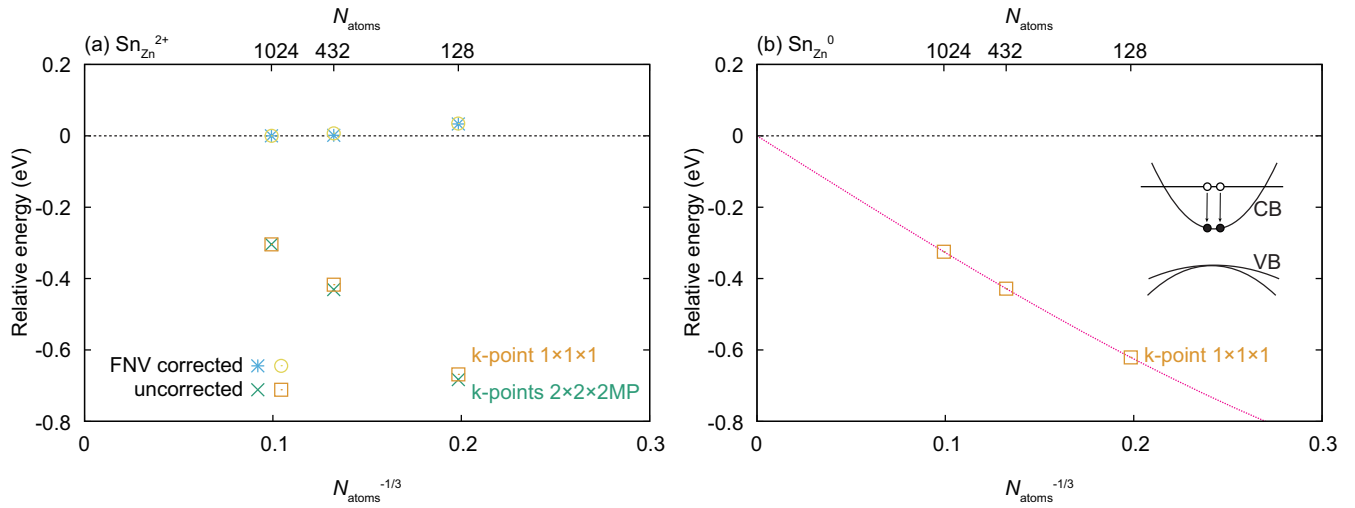 N_atoms
(a) Sn_Zn^2+
1024 432 128
0.2
0
-0.2
-0.4
-0.6
-0.8
Relative energy (eV)
FNV corrected
uncorrected
k-point 1×1×1
k-points 2×2×2MP
0 0.1 0.2 0.3
N_atoms^-1/3
N_atoms
(b) Sn_Zn^0
1024 432 128
0.2
0
-0.2
-0.4
-0.6
-0.8
Relative energy (eV)
CB
VB
k-point 1×1×1
0 0.1 0.2 0.3
N_atoms^-1/3